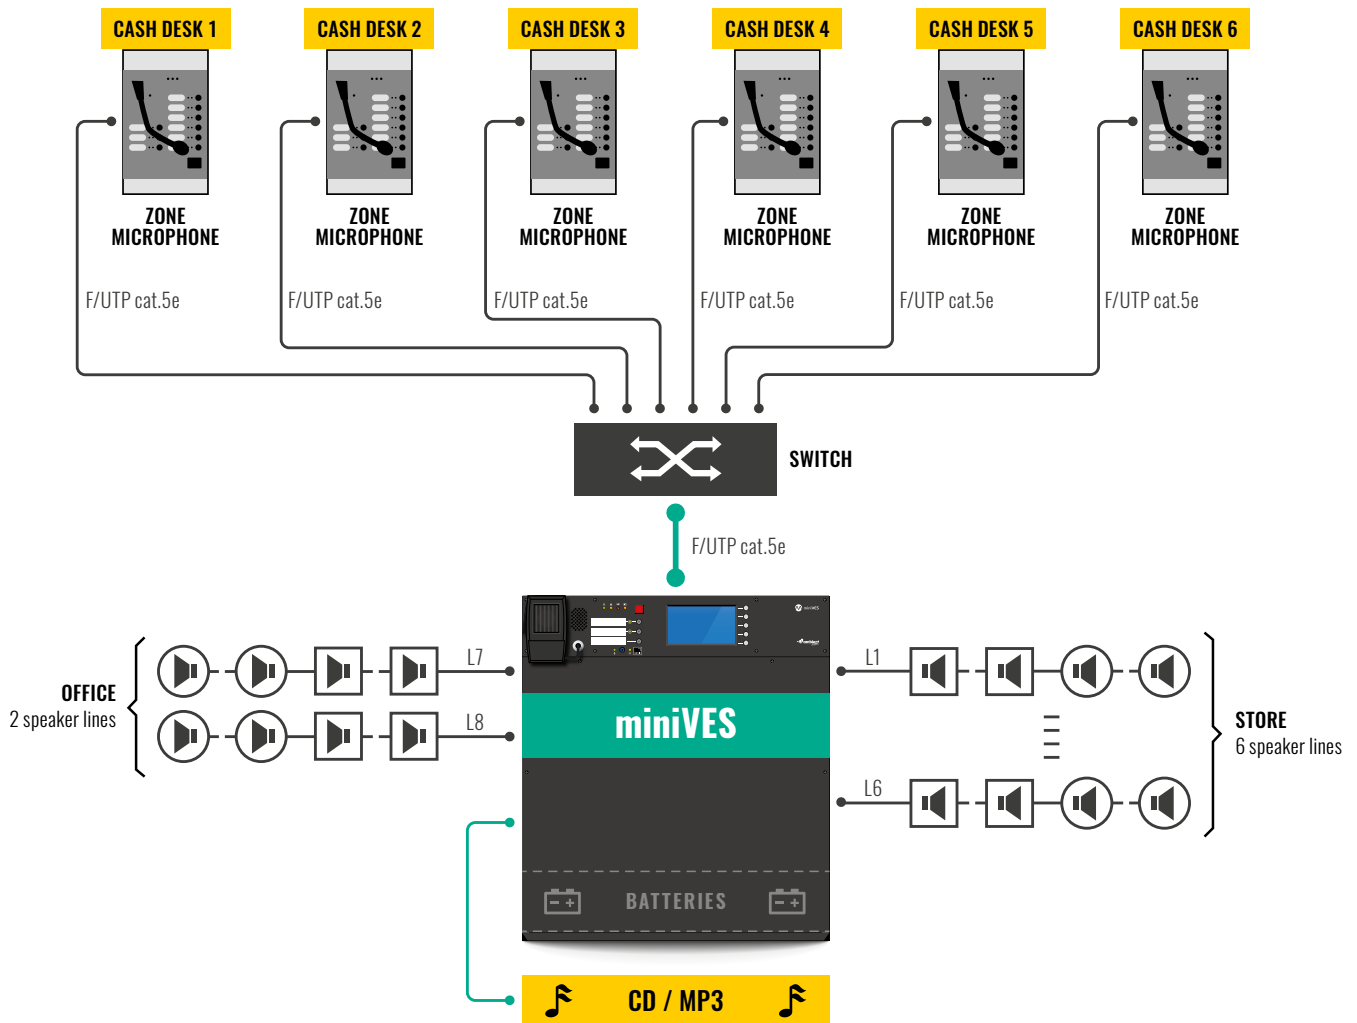 CASH DESK 1
CASH DESK 2
CASH DESK 3
CASH DESK 4
CASH DESK 5
CASH DESK 6
ZONE
MICROPHONE
ZONE
MICROPHONE
ZONE
MICROPHONE
ZONE
MICROPHONE
ZONE
MICROPHONE
ZONE
MICROPHONE
F/UTP cat.5e
F/UTP cat.5e
F/UTP cat.5e
F/UTP cat.5e
F/UTP cat.5e
F/UTP cat.5e
SWITCH
F/UTP cat.5e
miniVES
OFFICE
2 speaker lines
L7
L8
miniVES
L1
L6
STORE
6 speaker lines
BATTERIES
CD / MP3